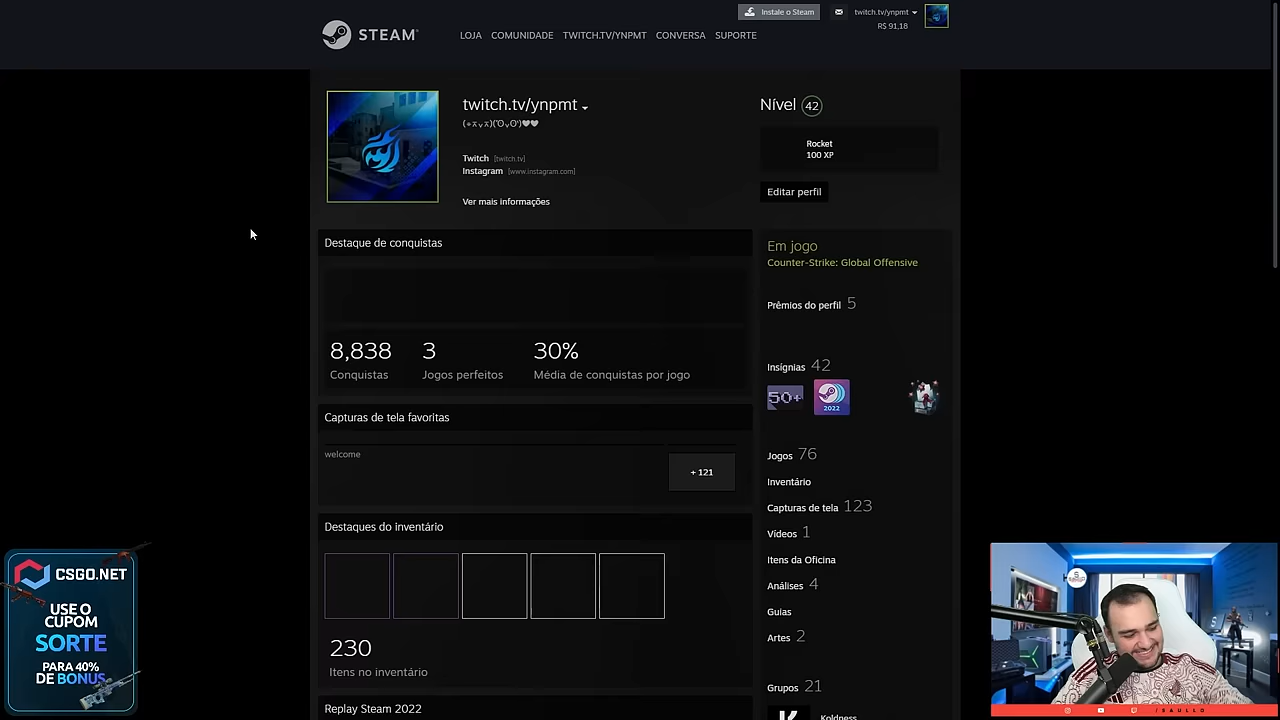 Instale o Steam
twitch.tv/ynpmt
R$ 91,18
STEAM
LOJA COMUNIDADE TWITCH.TV/YNPMT CONVERSA SUPORTE
twitch.tv/ynpmt
Nível 42
Rocket
100 XP
Twitch [twitch.tv]
Instagram [www.instagram.com]
Editar perfil
Ver mais informações
Destaque de conquistas
Em jogo
Counter-Strike: Global Offensive
Prêmios do perfil 5
8,838 3 30%
Conquistas Jogos perfeitos Média de conquistas por jogo
Insígnias 42
50+
2022
Capturas de tela favoritas
welcome
+ 121
Jogos 76
Inventário
Capturas de tela 123
Vídeos 1
Itens da Oficina
Análises 4
Guias
Artes 2
Grupos 21
Koldness
Destaques do inventário
230
Itens no inventário
Replay Steam 2022
CSGO.NET
USE O
CUPOM
SORTE
PARA 40%
DE BONUS
/SAULLO